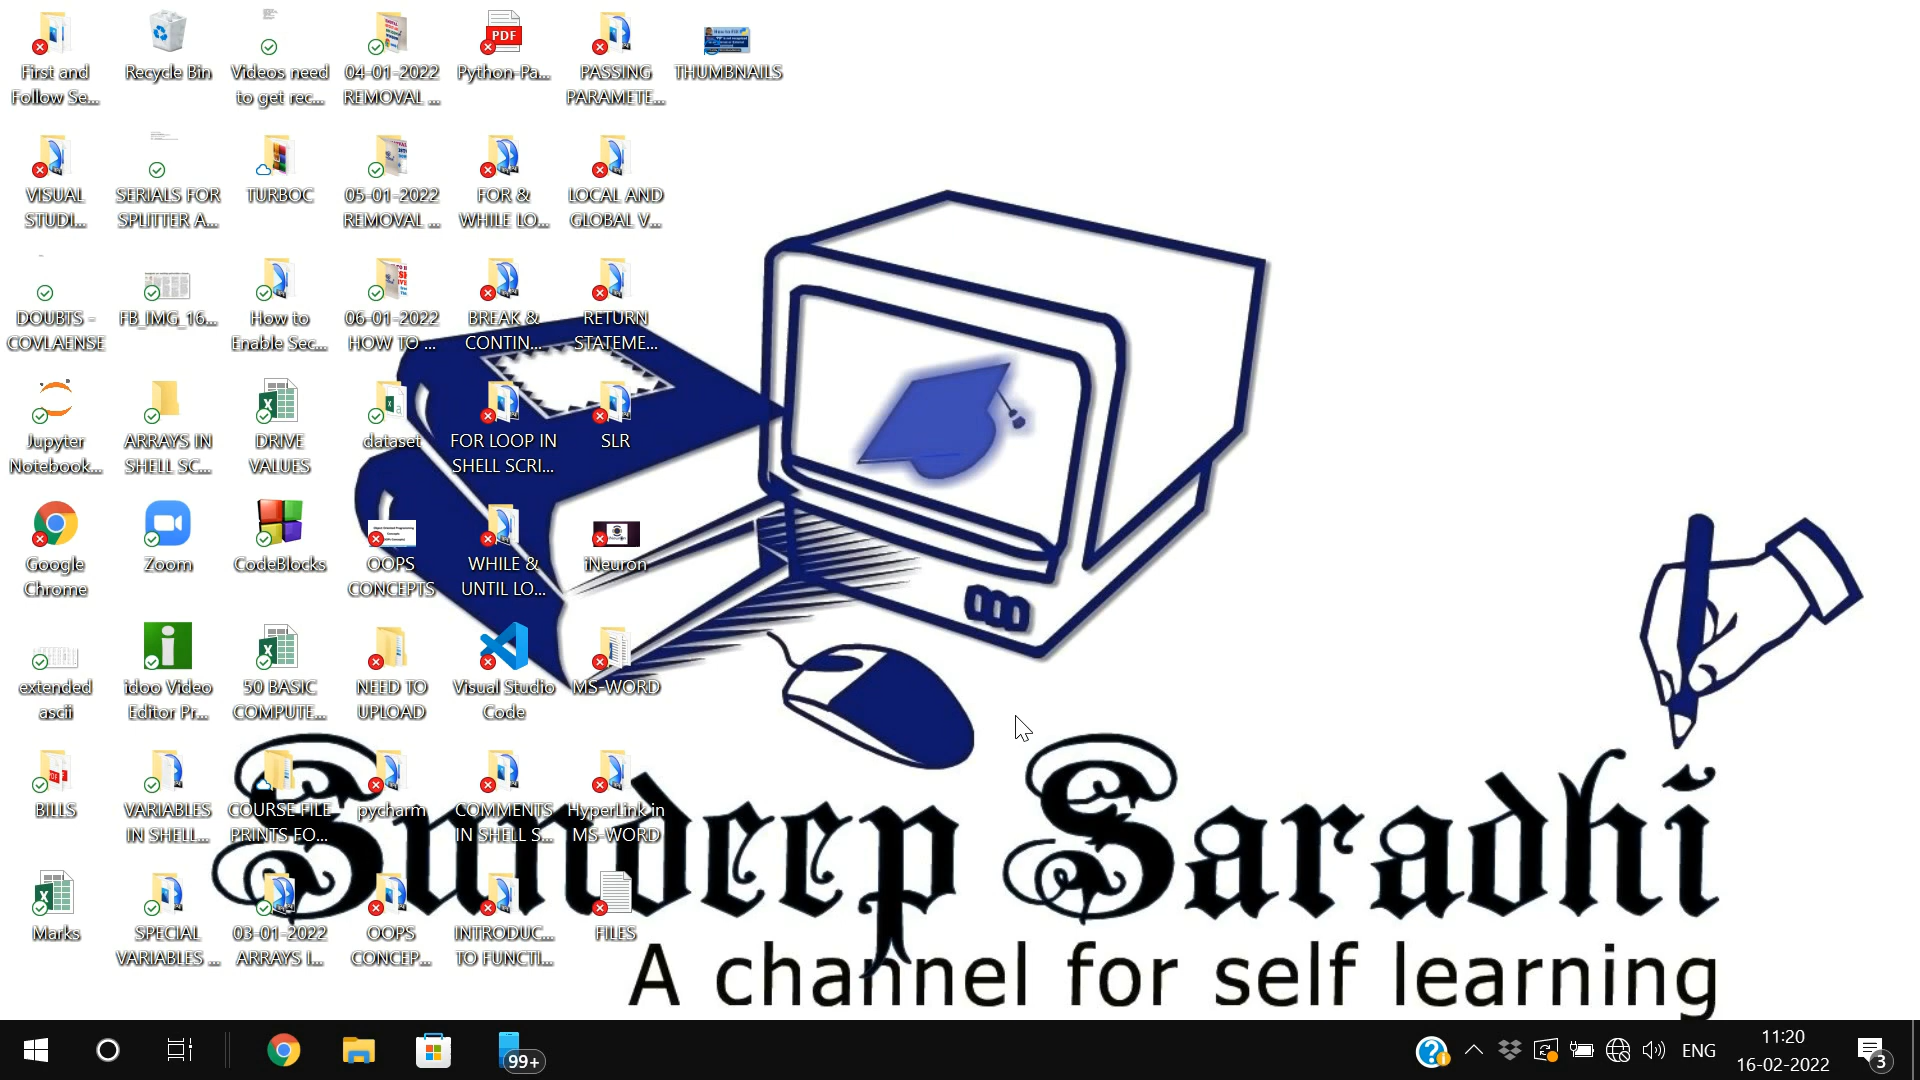 First and
Follow Se...
Recycle Bin
Videos need
to get rec...
04-01-2022
REMOVAL ...
PDF
Python-Pa...
PASSING
PARAMETE...
THUMBNAILS
VISUAL
STUDI...
SERIALS FOR
SPLITTER A...
TURBOC
05-01-2022
REMOVAL ...
FOR &
WHILE LO...
LOCAL AND
GLOBAL V...
DOUBTS -
COVLAENSE
FB_IMG_16...
How to
Enable Sec...
06-01-2022
HOW TO ...
BREAK &
CONTIN...
RETURN
STATEME...
Jupyter
Notebook...
ARRAYS IN
SHELL SC...
DRIVE
VALUES
dataset
FOR LOOP IN
SHELL SCRI...
SLR
Google
Chrome
Zoom
CodeBlocks
OOPS
CONCEPTS
WHILE &
UNTIL LO...
iNeuron
extended
ascii
idoo Video
Editor Pr...
50 BASIC
COMPUTE...
NEED TO
UPLOAD
Visual Studio
Code
MS-WORD
BILLS
VARIABLES
IN SHELL...
COURSE FILE
PRINTS FO...
pycharm
COMMENTS
IN SHELL S...
HyperLink in
MS-WORD
Marks
SPECIAL
VARIABLES ...
03-01-2022
ARRAYS I...
OOPS
CONCEP...
INTRODUC...
TO FUNCTI...
FILES
Sundeep Saradhi
A channel for self learning
99+
ENG
11:20
16-02-2022
3